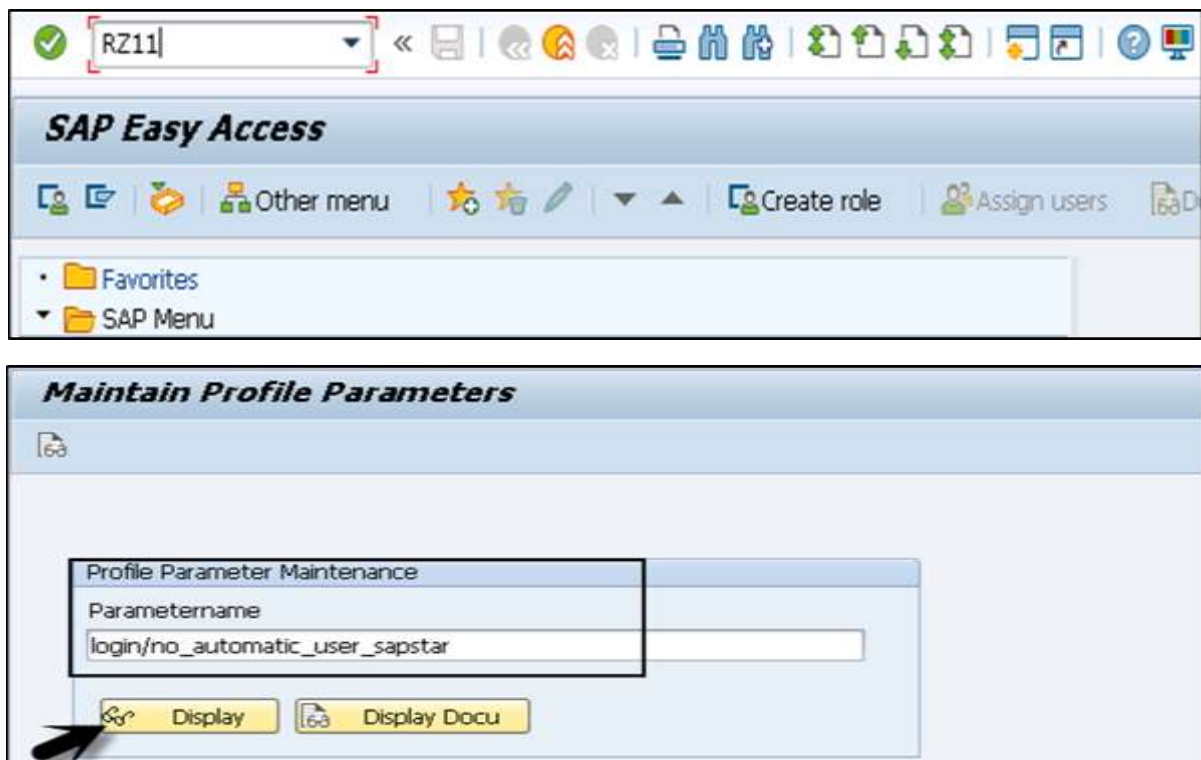 RZ11
SAP Easy Access
Other menu Create role Assign users
Favorites
SAP Menu
Maintain Profile Parameters
Profile Parameter Maintenance
Parametername
login/no_automatic_user_sapstar
Display Display Docu